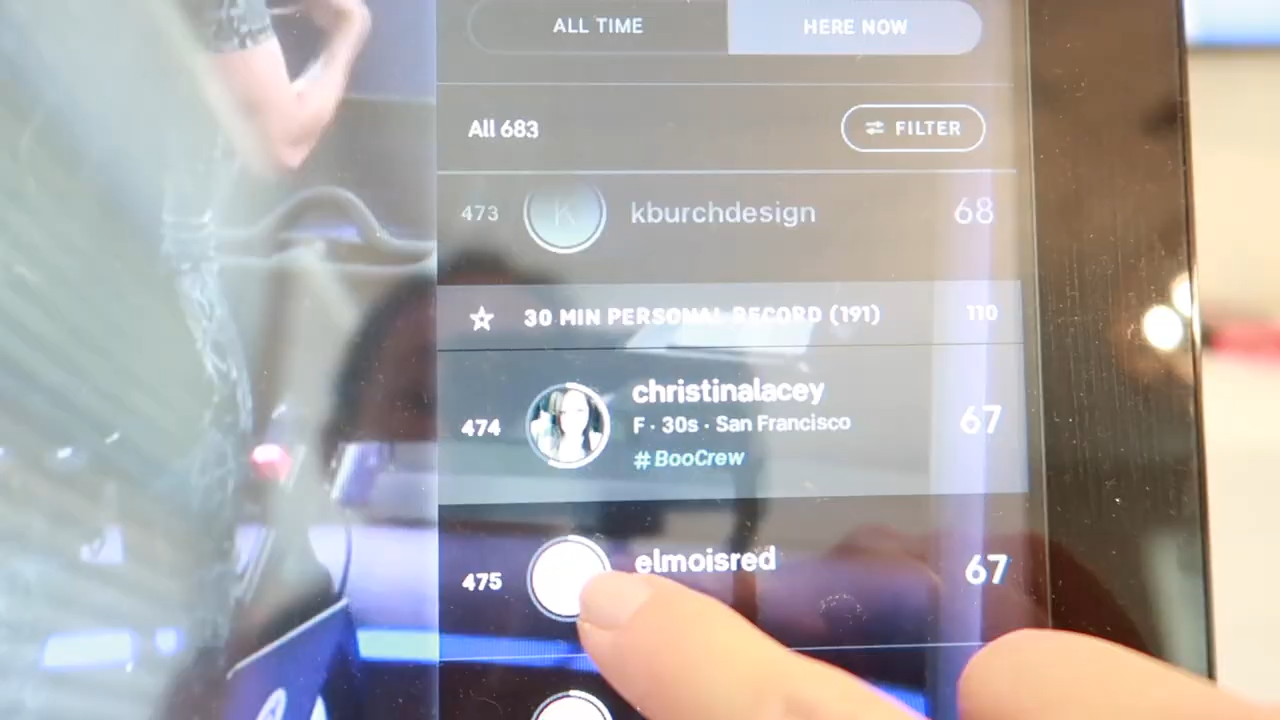 ALL TIME
HERE NOW
All 683
FILTER
473 K kburchdesign 68
30 MIN PERSONAL RECORD (191) 110
christinalacey
474 F · 30s · San Francisco 67
#BooCrew
475 elmoisred 67